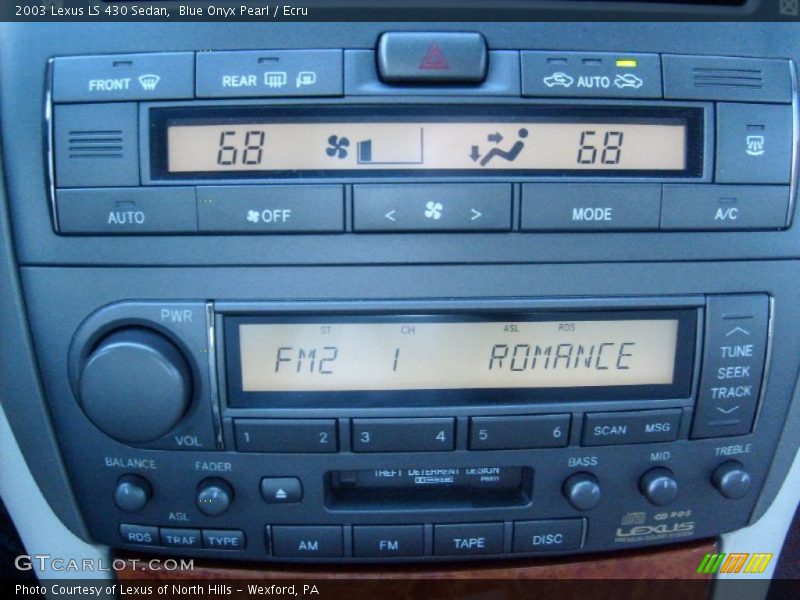 2003 Lexus LS 430 Sedan, Blue Onyx Pearl / Ecru
FRONT REAR AUTO
68 68
AUTO OFF < > MODE A/C
PWR
ST CH ASL RDS
FM2 1 ROMANCE
TUNE
SEEK
TRACK
VOL
1 2 3 4 5 6 SCAN MSG
BALANCE FADER BASS MID TREBLE
THEFT DETERRENT DESIGN
ASL
RDS TRAF TYPE
AM FM TAPE DISC
LEXUS
PREMIUM SOUND SYSTEM
GTCARLOT.COM
Photo Courtesy of Lexus of North Hills – Wexford, PA